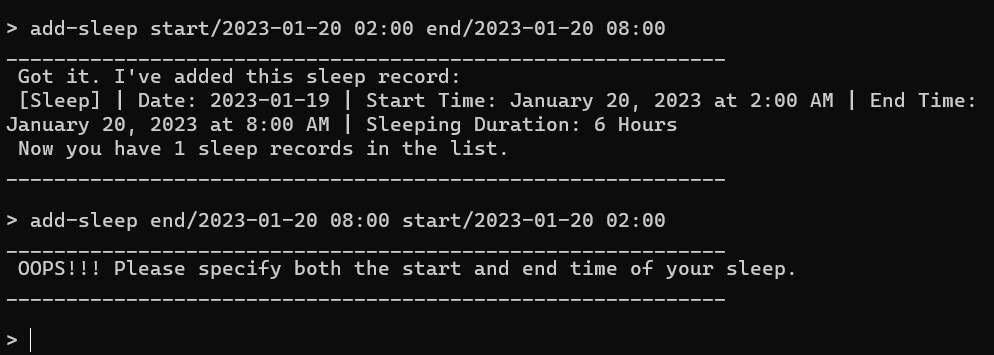 > add-sleep start/2023-01-20 02:00 end/2023-01-20 08:00
____________________________________________________________
Got it. I've added this sleep record:
[Sleep] | Date: 2023-01-19 | Start Time: January 20, 2023 at 2:00 AM | End Time:
January 20, 2023 at 8:00 AM | Sleeping Duration: 6 Hours
Now you have 1 sleep records in the list.
____________________________________________________________
> add-sleep end/2023-01-20 08:00 start/2023-01-20 02:00
____________________________________________________________
OOPS!!! Please specify both the start and end time of your sleep.
____________________________________________________________
>